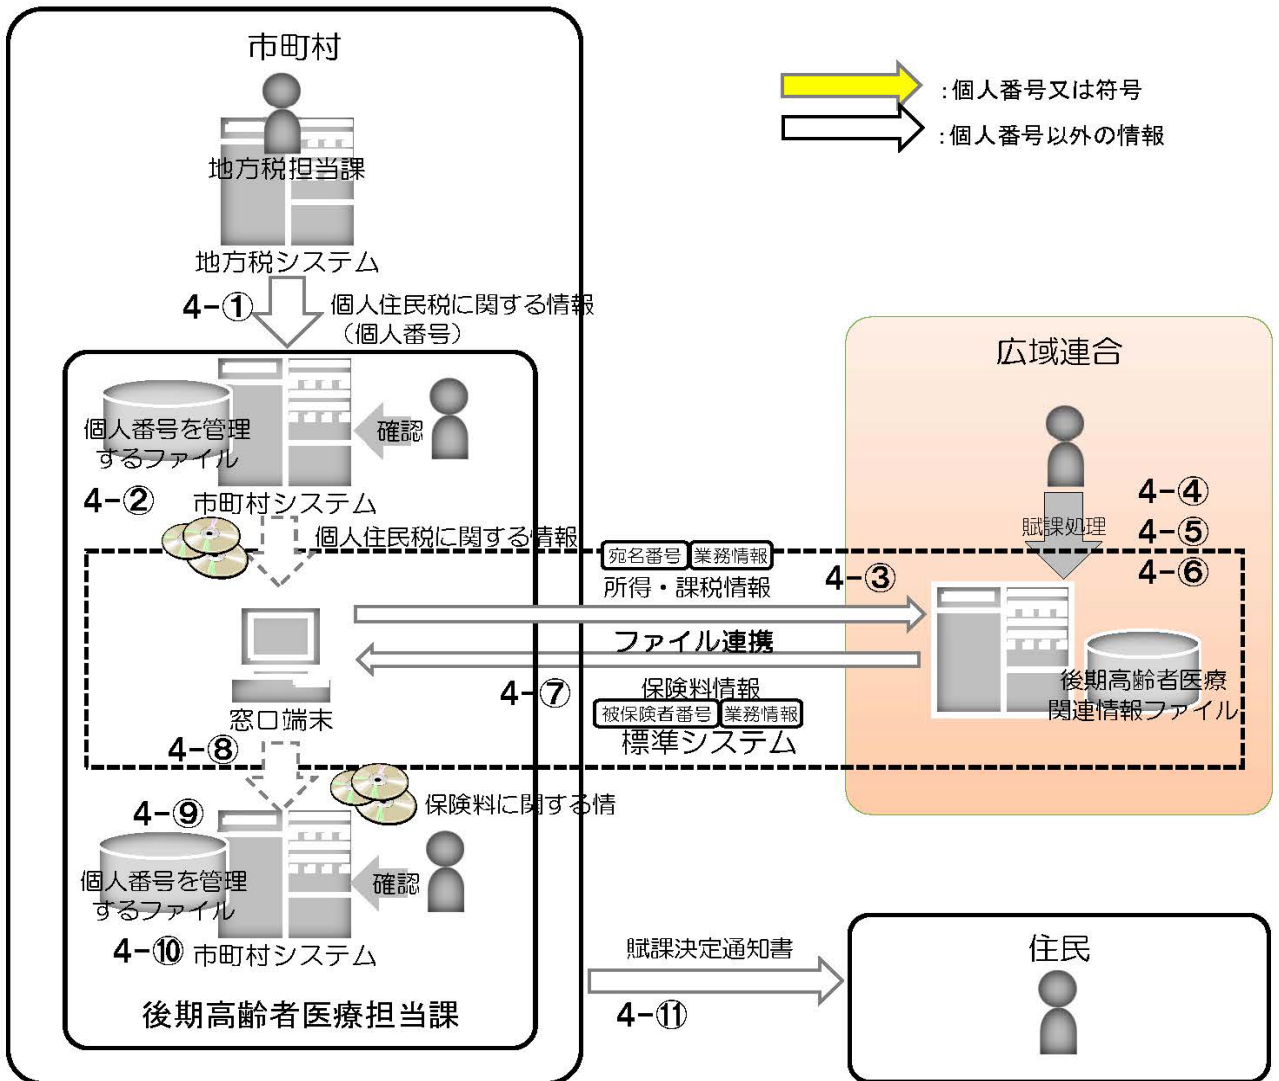 市町村
:個人番号又は符号
:個人番号以外の情報
地方税担当課
地方税システム
4-①
個人住民税に関する情報
(個人番号)
個人番号を管理
するファイル
確認
4-②
市町村システム
個人住民税に関する情報
広域連合
4-④
賦課処理
4-⑤
4-⑥
宛名番号 業務情報
4-③
所得・課税情報
ファイル連携
4-⑦
保険料情報
被保険者番号 業務情報
標準システム
後期高齢者医療
関連情報ファイル
窓口端末
4-⑧
4-⑨
保険料に関する情
個人番号を管理
するファイル
確認
4-⑩
市町村システム
後期高齢者医療担当課
賦課決定通知書
4-⑪
住民